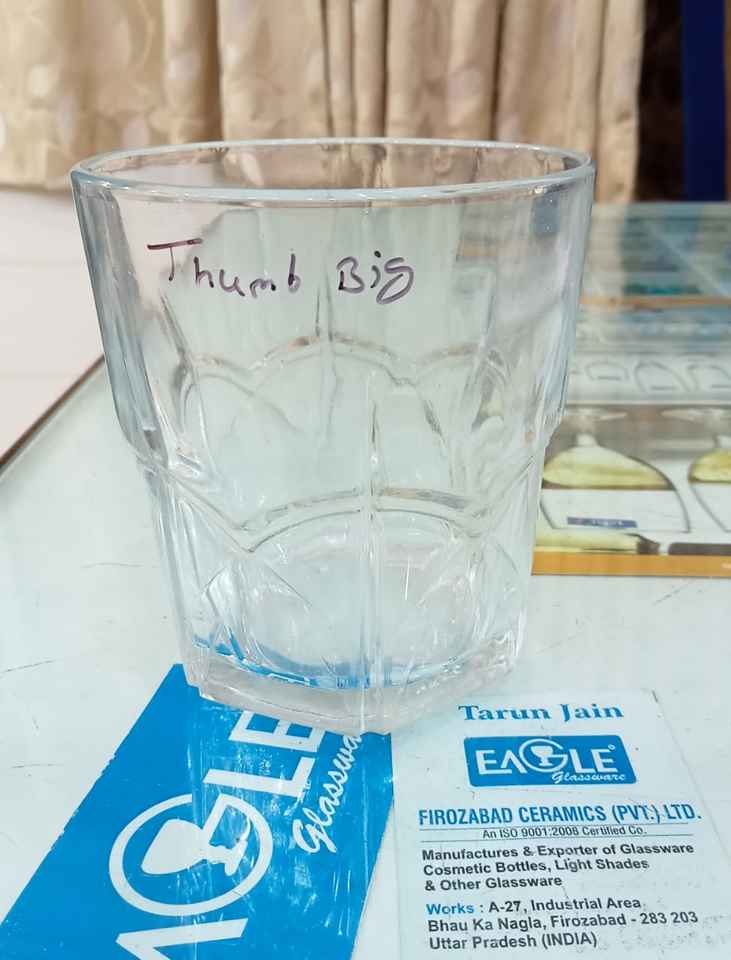 Thumb Big
EAGLE
Glassware
Tarun Jain
EAGLE
Glassware
FIROZABAD CERAMICS (PVT.) LTD.
An ISO 9001:2008 Certified Co.
Manufactures & Exporter of Glassware
Cosmetic Bottles, Light Shades
& Other Glassware
Works : A-27, Industrial Area
Bhau Ka Nagla, Firozabad - 283 203
Uttar Pradesh (INDIA)